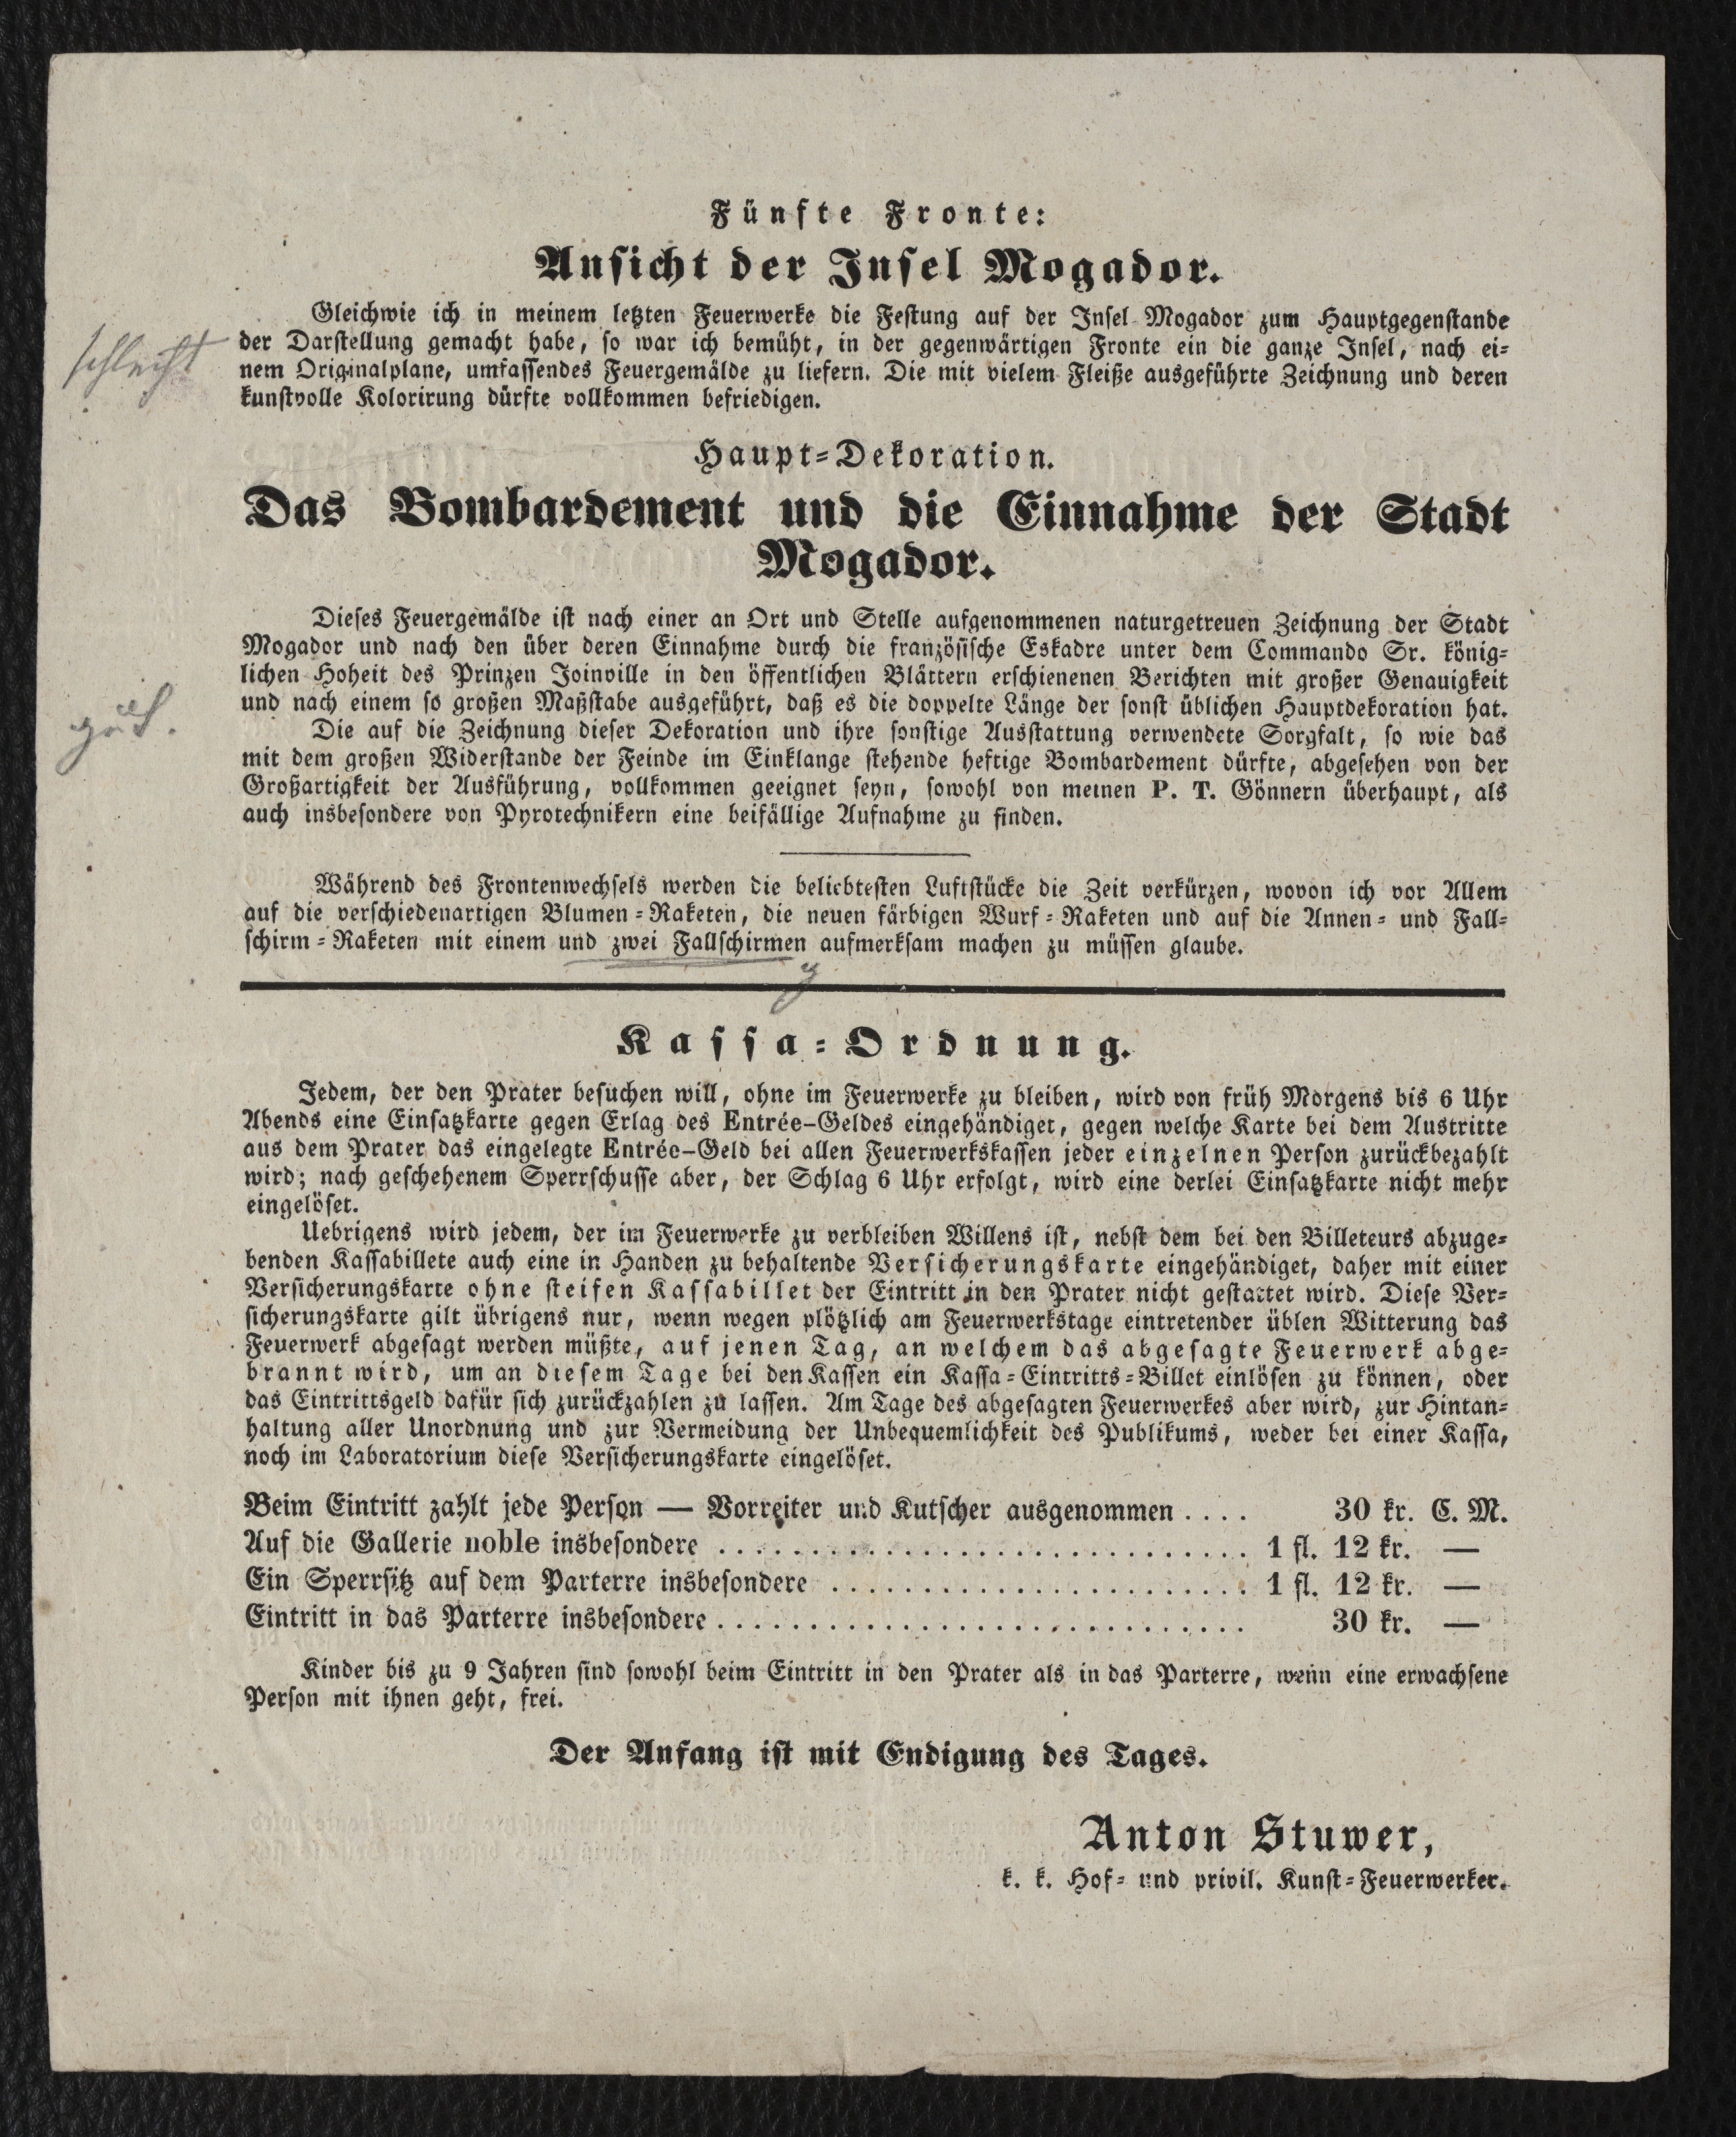 Fünfte Fronte:
Ansicht der Insel Mogador.
Gleichwie ich in meinem letzten Feuerwerke die Festung auf der Insel Mogador zum Hauptgegenstande
schlecht
der Darstellung gemacht habe, so war ich bemüht, in der gegenwärtigen Fronte ein die ganze Insel, nach ei-
nem Originalplane, umfassendes Feuergemälde zu liefern. Die mit vielem Fleiße ausgeführte Zeichnung und deren
kunstvolle Kolorirung dürfte vollkommen befriedigen.
Haupt-Dekoration.
Das Bombardement und die Einnahme der Stadt
Mogador.
Dieses Feuergemälde ist nach einer an Ort und Stelle aufgenommenen naturgetreuen Zeichnung der Stadt
Mogador und nach den über deren Einnahme durch die französische Eskadre unter dem Commando Sr. könig-
lichen Hoheit des Prinzen Joinville in den öffentlichen Blättern erschienenen Berichten mit großer Genauigkeit
und nach einem so großen Maßstabe ausgeführt, daß es die doppelte Länge der sonst üblichen Hauptdekoration hat.
gut.
Die auf die Zeichnung dieser Dekoration und ihre sonstige Ausstattung verwendete Sorgfalt, so wie das
mit dem großen Widerstande der Feinde im Einklange stehende heftige Bombardement dürfte, abgesehen von der
Großartigkeit der Ausführung, vollkommen geeignet seyn, sowohl von meinen P. T. Gönnern überhaupt, als
auch insbesondere von Pyrotechnikern eine beifällige Aufnahme zu finden.
Während des Frontenwechsels werden die beliebtesten Luftstücke die Zeit verkürzen, wovon ich vor Allem
auf die verschiedenartigen Blumen-Raketen, die neuen färbigen Wurf-Raketen und auf die Annen- und Fall-
schirm-Raketen mit einem und zwei Fallschirmen aufmerksam machen zu müssen glaube.
Kassa-Ordnung.
Jedem, der den Prater besuchen will, ohne im Feuerwerke zu bleiben, wird von früh Morgens bis 6 Uhr
Abends eine Einsatzkarte gegen Erlag des Entrée-Geldes eingehändiget, gegen welche Karte bei dem Austritte
aus dem Prater das eingelegte Entrée-Geld bei allen Feuerwerkskassen jeder einzelnen Person zurückbezahlt
wird; nach geschehenem Sperrschusse aber, der Schlag 6 Uhr erfolgt, wird eine derlei Einsatzkarte nicht mehr
eingelöset.
Uebrigens wird jedem, der im Feuerwerke zu verbleiben Willens ist, nebst dem bei den Billeteurs abzuge-
benden Kassabillete auch eine in Handen zu behaltende Versicherungskarte eingehändiget, daher mit einer
Versicherungskarte ohne steifen Kassabillet der Eintritt in den Prater nicht gestattet wird. Diese Ver-
sicherungskarte gilt übrigens nur, wenn wegen plötzlich am Feuerwerkstage eintretender üblen Witterung das
Feuerwerk abgesagt werden müßte, auf jenen Tag, an welchem das abgesagte Feuerwerk abge-
brannt wird, um an diesem Tage bei den Kassen ein Kassa-Eintritts-Billet einlösen zu können, oder
das Eintrittsgeld dafür sich zurückzahlen zu lassen. Am Tage des abgesagten Feuerwerkes aber wird, zur Hintan-
haltung aller Unordnung und zur Vermeidung der Unbequemlichkeit des Publikums, weder bei einer Kassa,
noch im Laboratorium diese Versicherungskarte eingelöset.
Beim Eintritt zahlt jede Person — Vorreiter und Kutscher ausgenommen .... 30 kr. C. M.
Auf die Gallerie noble insbesondere ............................. 1 fl. 12 kr. —
Ein Sperrsitz auf dem Parterre insbesondere ....................... 1 fl. 12 kr. —
Eintritt in das Parterre insbesondere ............................. 30 kr. —
Kinder bis zu 9 Jahren sind sowohl beim Eintritt in den Prater als in das Parterre, wenn eine erwachsene
Person mit ihnen geht, frei.
Der Anfang ist mit Endigung des Tages.
Anton Stuwer,
k. k. Hof- und privil. Kunst-Feuerwerker.